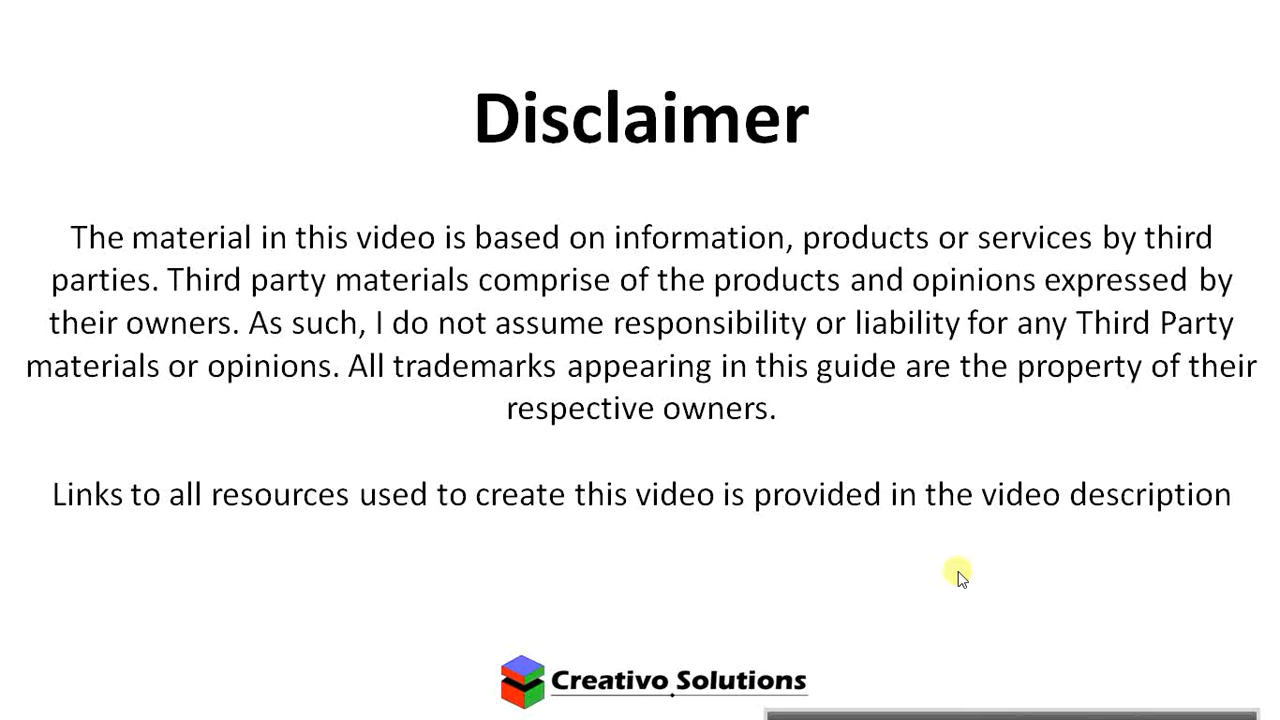 Disclaimer
The material in this video is based on information, products or services by third
parties. Third party materials comprise of the products and opinions expressed by
their owners. As such, I do not assume responsibility or liability for any Third Party
materials or opinions. All trademarks appearing in this guide are the property of their
respective owners.
Links to all resources used to create this video is provided in the video description
Creativo Solutions